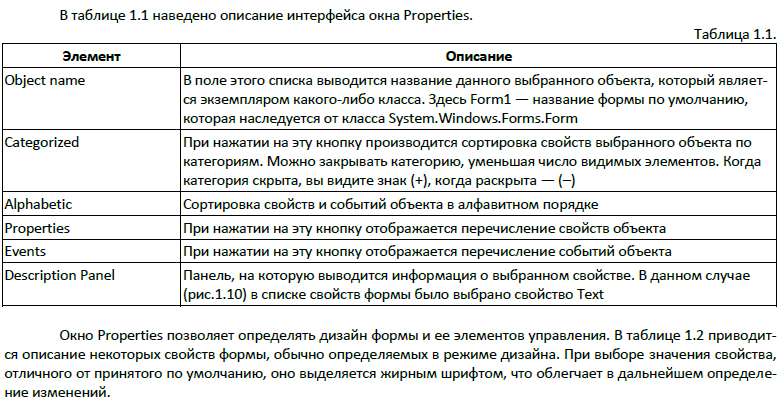 В таблице 1.1 наведено описание интерфейса окна Properties.
Таблица 1.1.
Элемент Описание
Object name В поле этого списка выводится название данного выбранного объекта, который являет-
ся экземпляром какого-либо класса. Здесь Form1 — название формы по умолчанию,
которая наследуется от класса System.Windows.Forms.Form
Categorized При нажатии на эту кнопку производится сортировка свойств выбранного объекта по
категориям. Можно закрывать категорию, уменьшая число видимых элементов. Когда
категория скрыта, вы видите знак (+), когда раскрыта — (–)
Alphabetic Сортировка свойств и событий объекта в алфавитном порядке
Properties При нажатии на эту кнопку отображается перечисление свойств объекта
Events При нажатии на эту кнопку отображается перечисление событий объекта
Description Panel Панель, на которую выводится информация о выбранном свойстве. В данном случае
(рис.1.10) в списке свойств формы было выбрано свойство Text
Окно Properties позволяет определять дизайн формы и ее элементов управления. В таблице 1.2 приводит-
ся описание некоторых свойств формы, обычно определяемых в режиме дизайна. При выборе значения свойства,
отличного от принятого по умолчанию, оно выделяется жирным шрифтом, что облегчает в дальнейшем определе-
ние изменений.